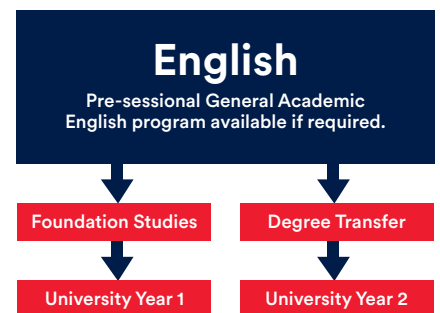 English
Pre-sessional General Academic
English program available if required.
Foundation Studies
Degree Transfer
University Year 1
University Year 2